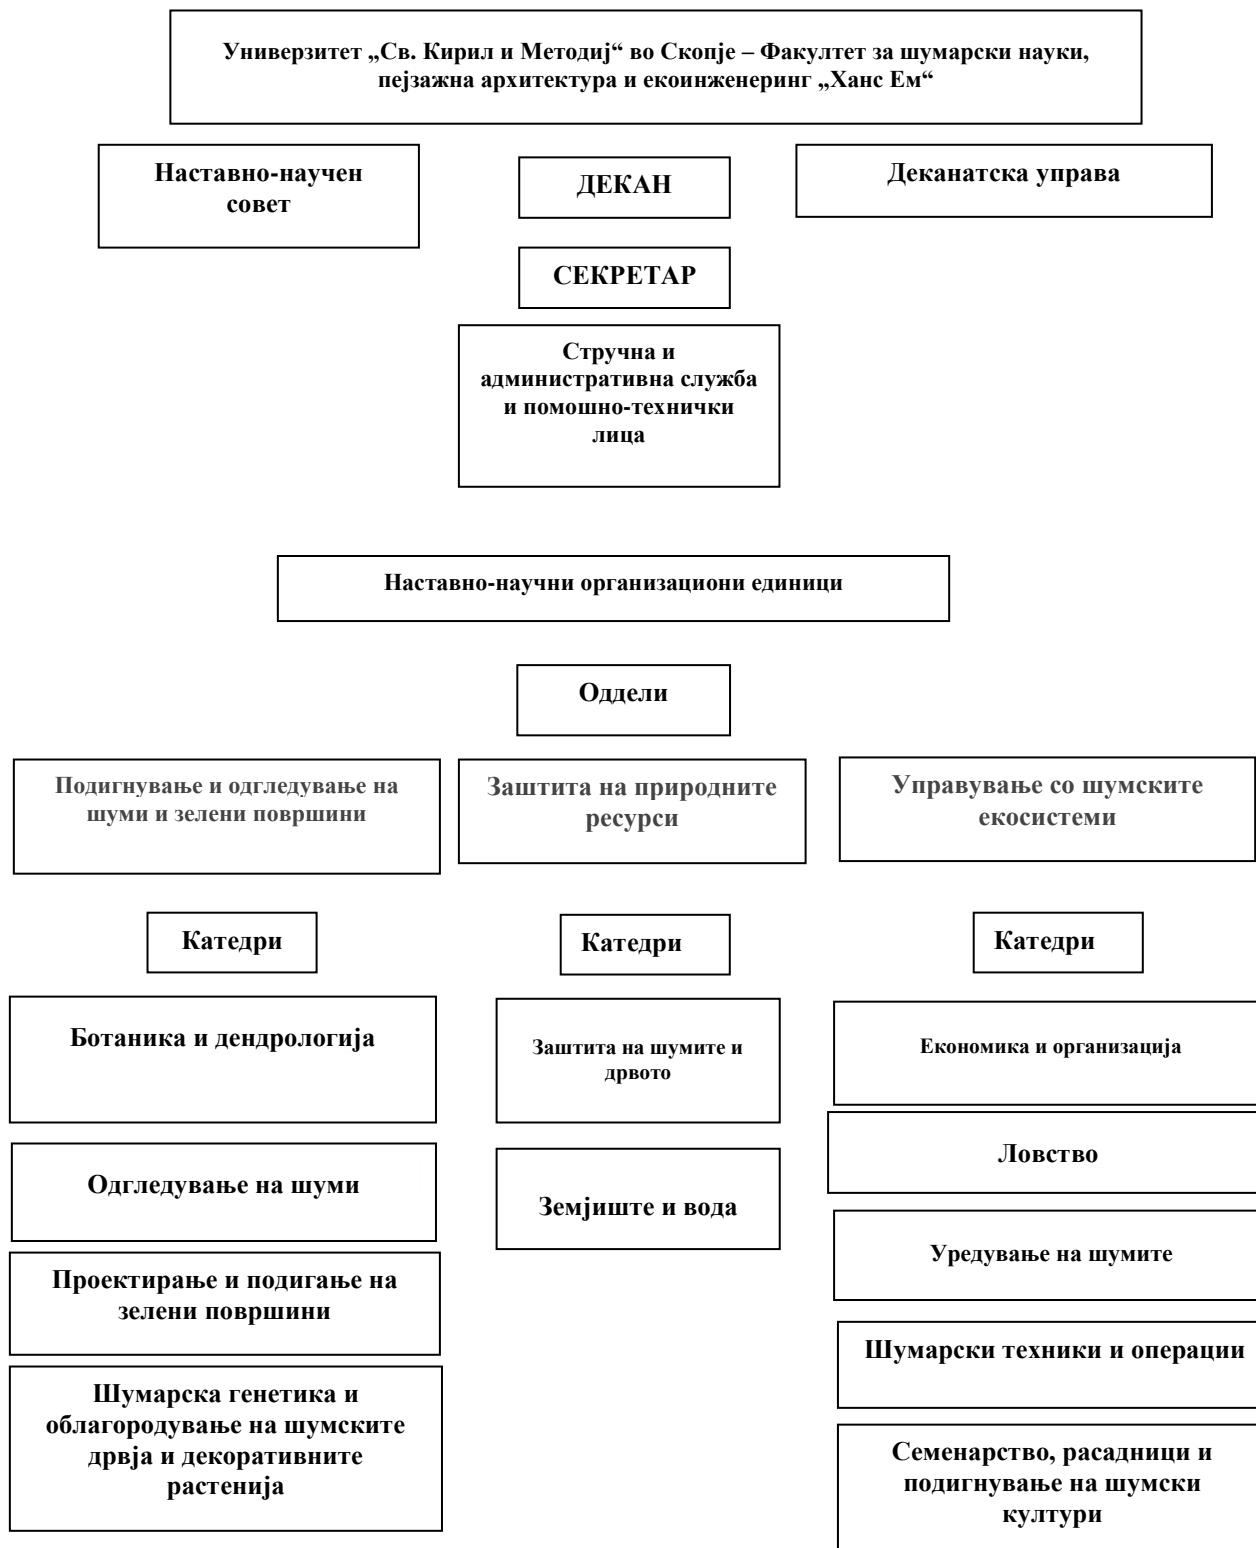 Универзитет „Св. Кирил и Методиј“ во Скопје – Факултет за шумарски науки,
пејзажна архитектура и екоинженеринг „Ханс Ем“
Наставно-научен
совет
ДЕКАН
Деканатска управа
СЕКРЕТАР
Стручна и
административна служба
и помошно-технички
лица
Наставно-научни организациони единици
Оддели
Подигнување и одгледување на
шуми и зелени површини
Заштита на природните
ресурси
Управување со шумските
екосистеми
Катедри
Катедри
Катедри
Ботаника и дендрологија
Заштита на шумите и
дрвото
Економика и организација
Одгледување на шуми
Земјиште и вода
Ловство
Проектирање и подигање на
зелени површини
Уредување на шумите
Шумарска генетика и
облагородување на шумските
дрвја и декоративните
растенија
Шумарски техники и операции
Семенарство, расадници и
подигнување на шумски
култури